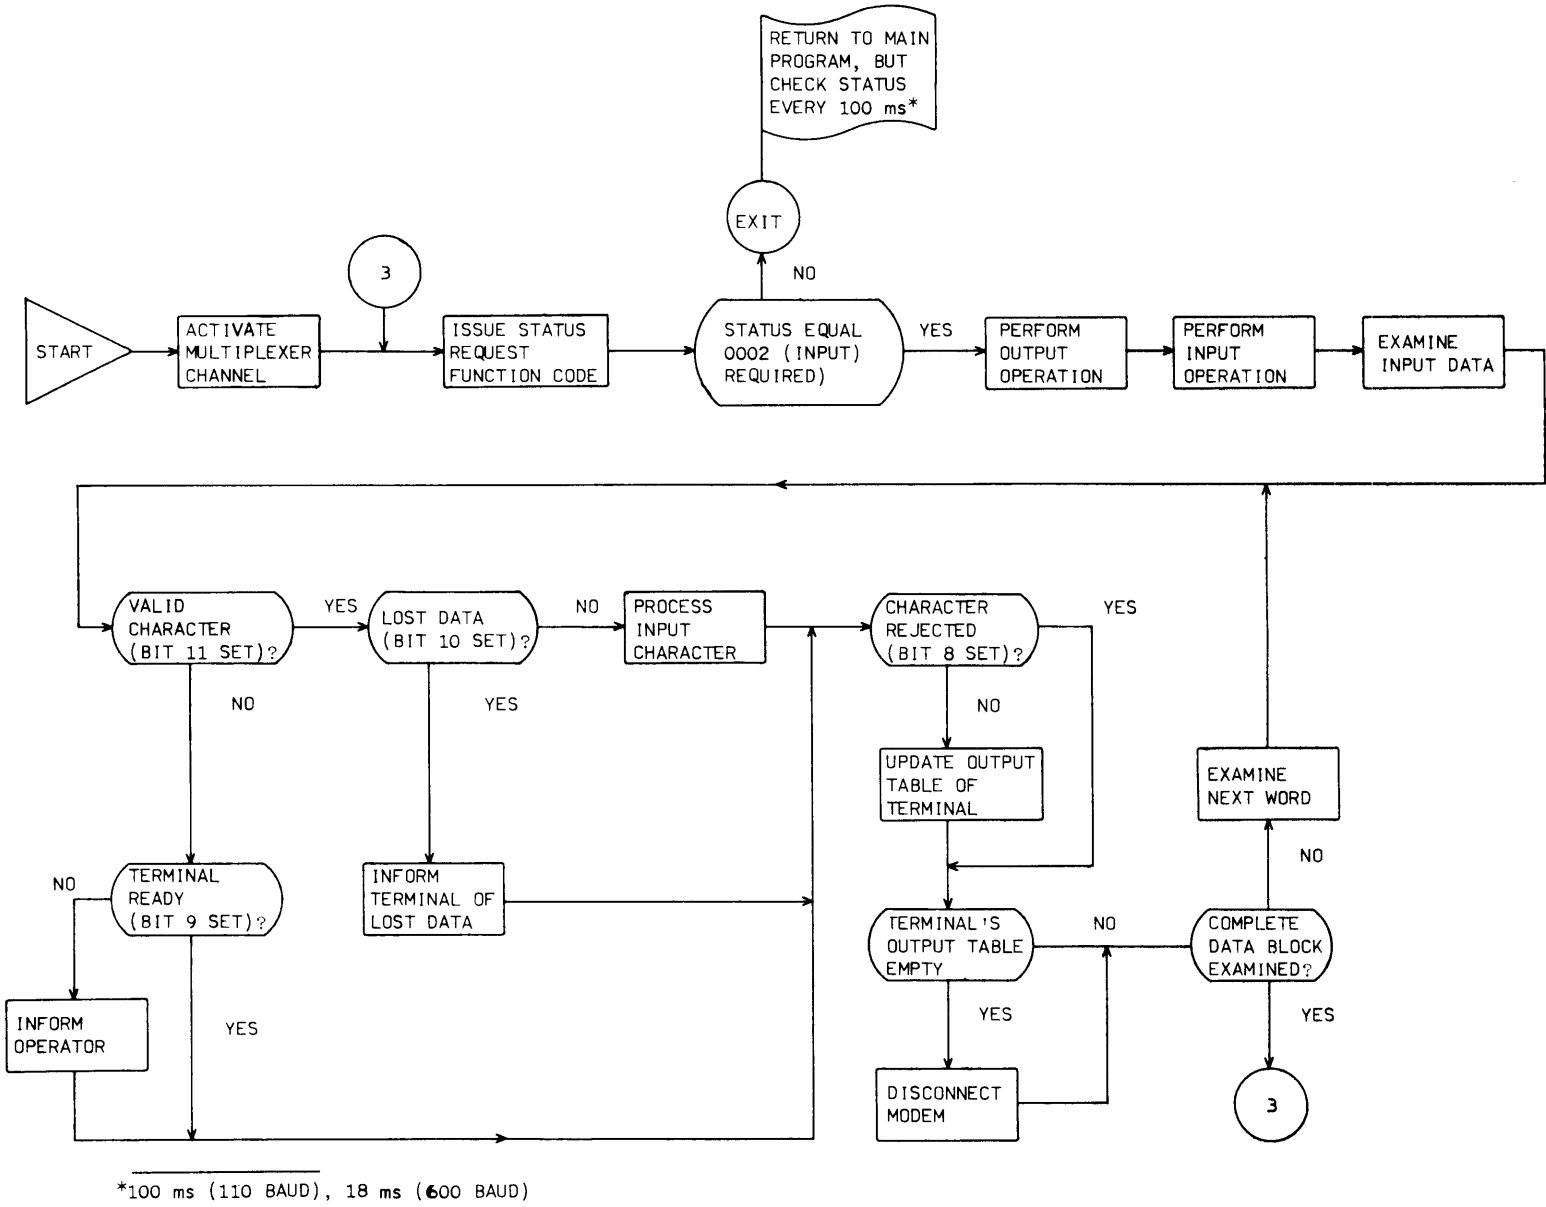 RETURN TO MAIN
PROGRAM, BUT
CHECK STATUS
EVERY 100 ms*
EXIT
NO
3
START
ACTIVATE
MULTIPLEXER
CHANNEL
ISSUE STATUS
REQUEST
FUNCTION CODE
STATUS EQUAL
0002 (INPUT)
REQUIRED)
YES
PERFORM
OUTPUT
OPERATION
PERFORM
INPUT
OPERATION
EXAMINE
INPUT DATA
VALID
CHARACTER
(BIT 11 SET)?
YES
LOST DATA
(BIT 10 SET)?
NO
PROCESS
INPUT
CHARACTER
CHARACTER
REJECTED
(BIT 8 SET)?
YES
NO
YES
NO
UPDATE OUTPUT
TABLE OF
TERMINAL
EXAMINE
NEXT WORD
NO
TERMINAL
READY
(BIT 9 SET)?
NO
INFORM
TERMINAL OF
LOST DATA
TERMINAL'S
OUTPUT TABLE
EMPTY
NO
COMPLETE
DATA BLOCK
EXAMINED?
INFORM
OPERATOR
YES
YES
YES
DISCONNECT
MODEM
3
*100 ms (110 BAUD), 18 ms (600 BAUD)